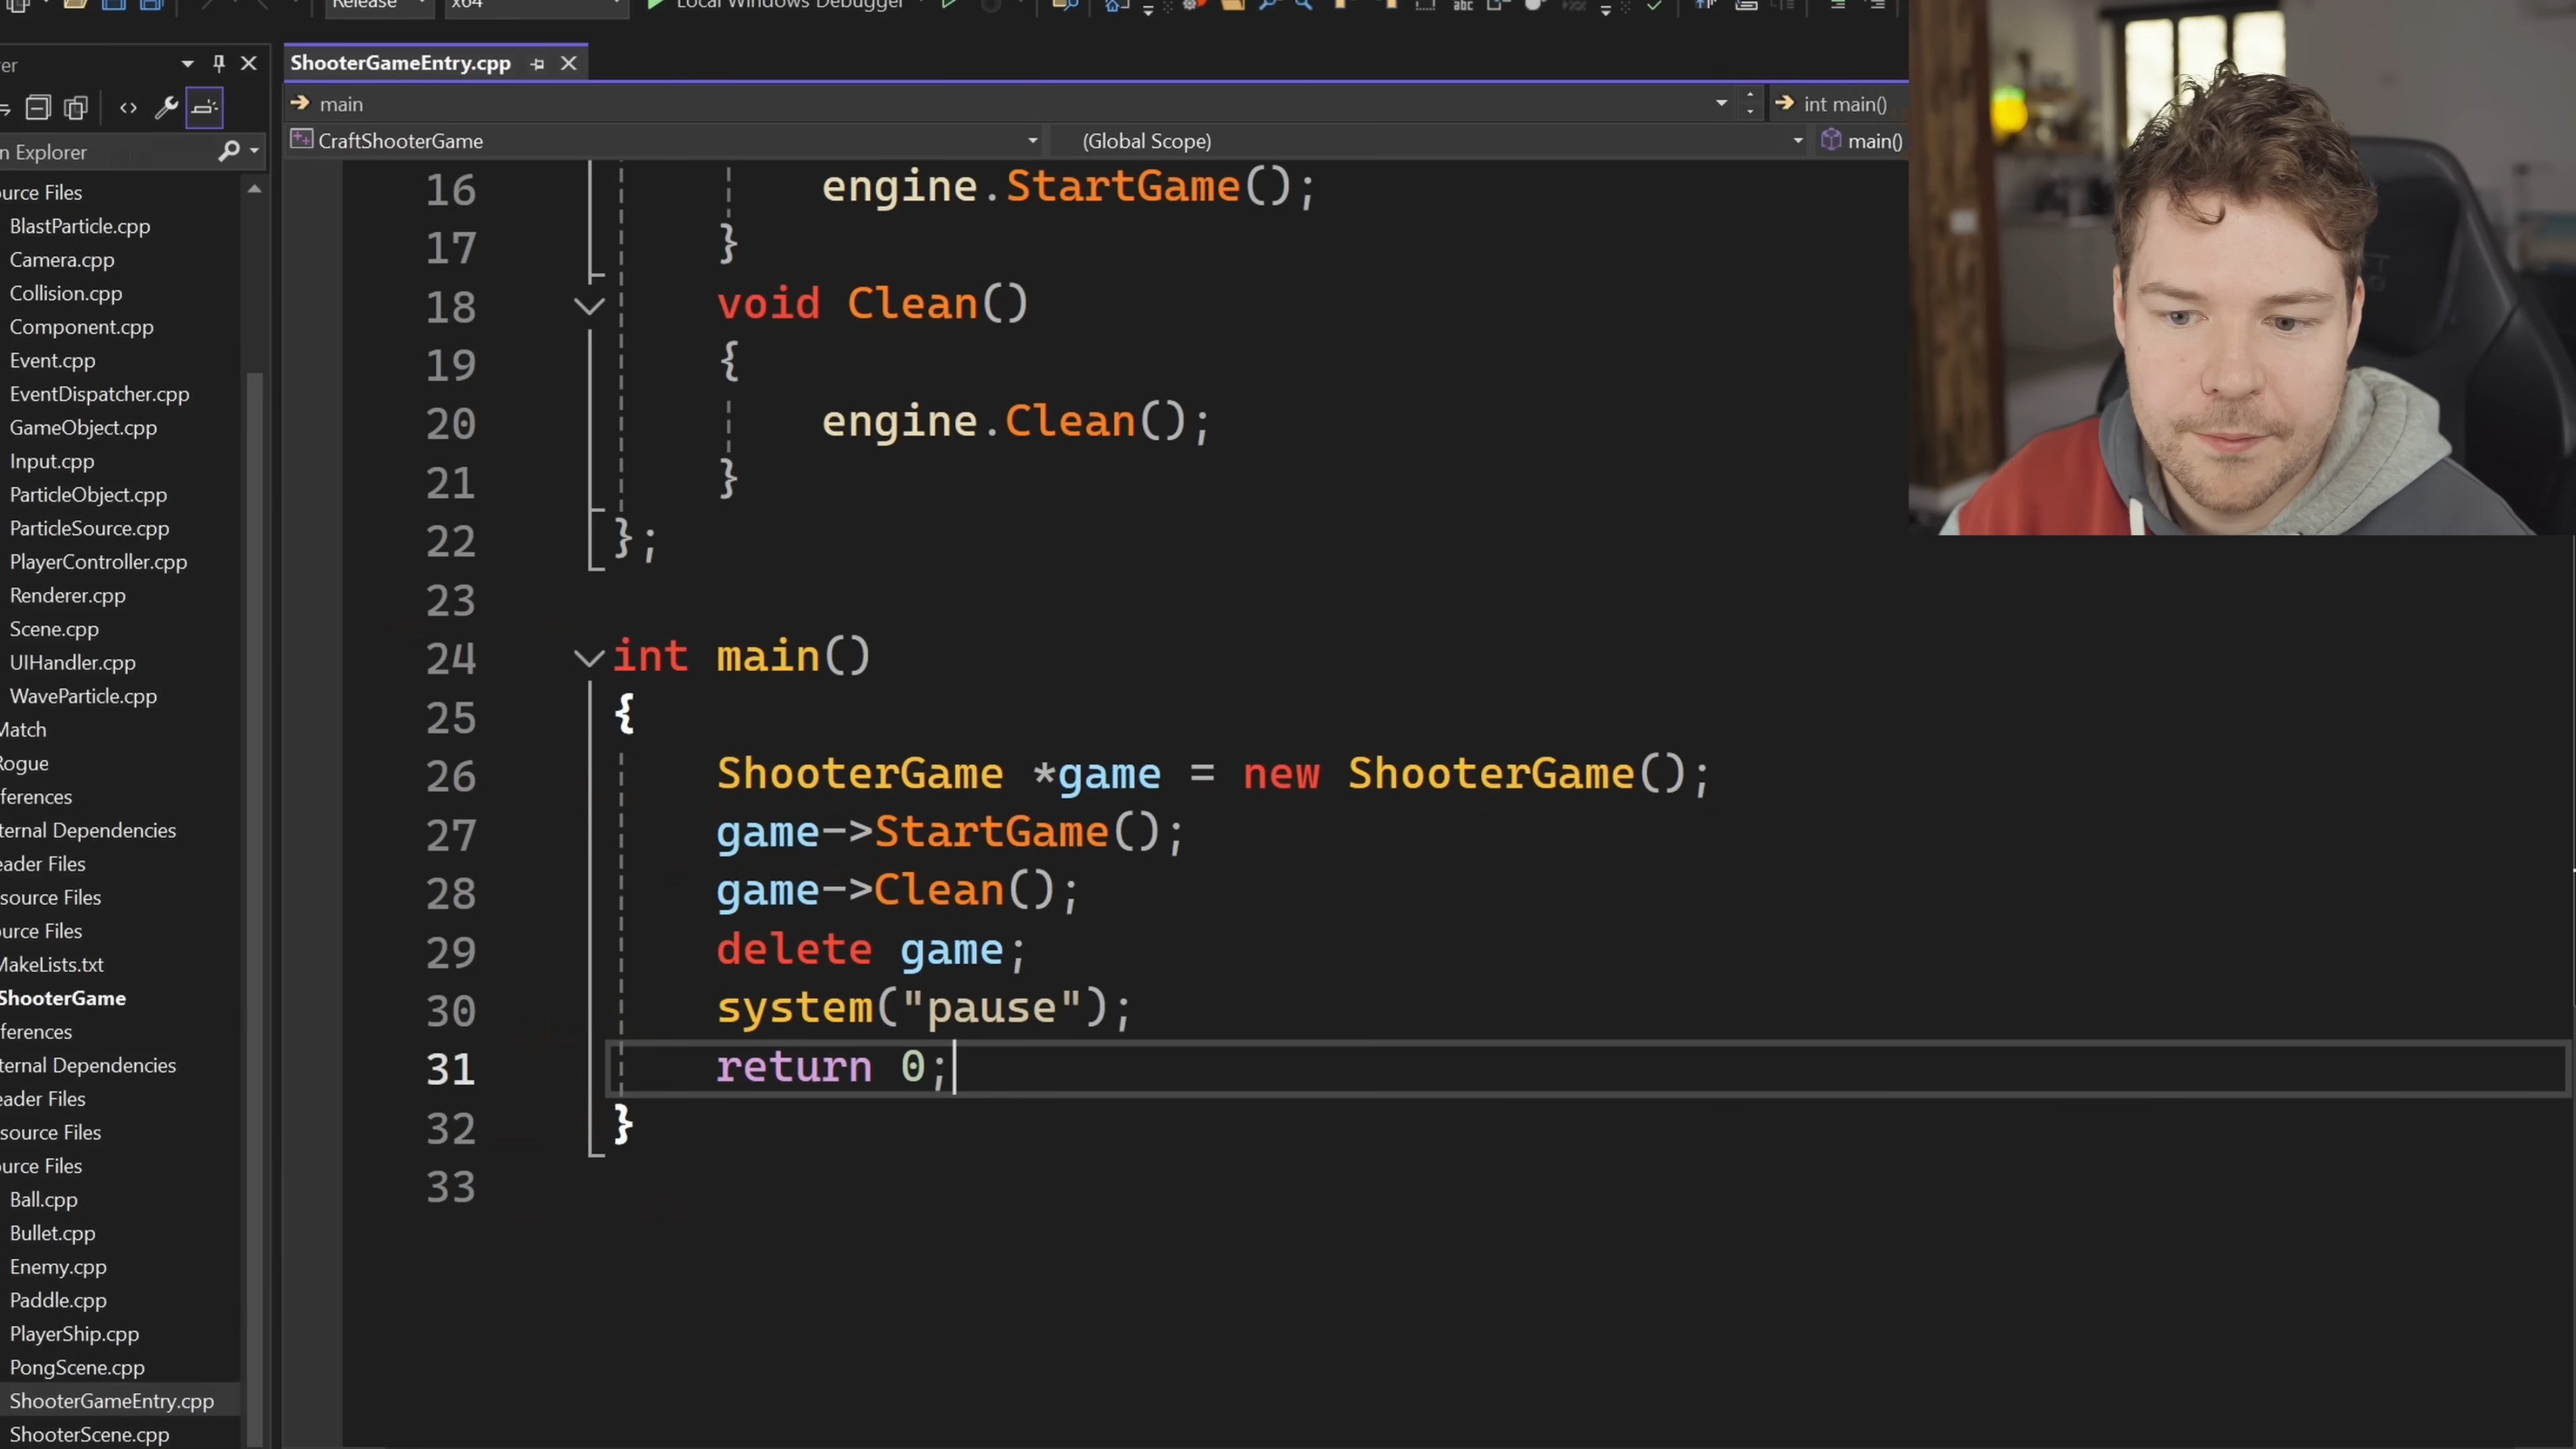 Release x64 Local Windows Debugger
ShooterGameEntry.cpp
main
int main()
CraftShooterGame
(Global Scope)
main()
er
n Explorer
ource Files
BlastParticle.cpp
Camera.cpp
Collision.cpp
Component.cpp
Event.cpp
EventDispatcher.cpp
GameObject.cpp
Input.cpp
ParticleObject.cpp
ParticleSource.cpp
PlayerController.cpp
Renderer.cpp
Scene.cpp
UIHandler.cpp
WaveParticle.cpp
Match
Rogue
ferences
ternal Dependencies
eader Files
source Files
ource Files
MakeLists.txt
ShooterGame
ferences
ternal Dependencies
eader Files
source Files
ource Files
Ball.cpp
Bullet.cpp
Enemy.cpp
Paddle.cpp
PlayerShip.cpp
PongScene.cpp
ShooterGameEntry.cpp
ShooterScene.cpp
16 engine.StartGame();
17 }
18 void Clean()
19 {
20 engine.Clean();
21 }
22 };
23
24 int main()
25 {
26 ShooterGame *game = new ShooterGame();
27 game->StartGame();
28 game->Clean();
29 delete game;
30 system("pause");
31 return 0;
32 }
33